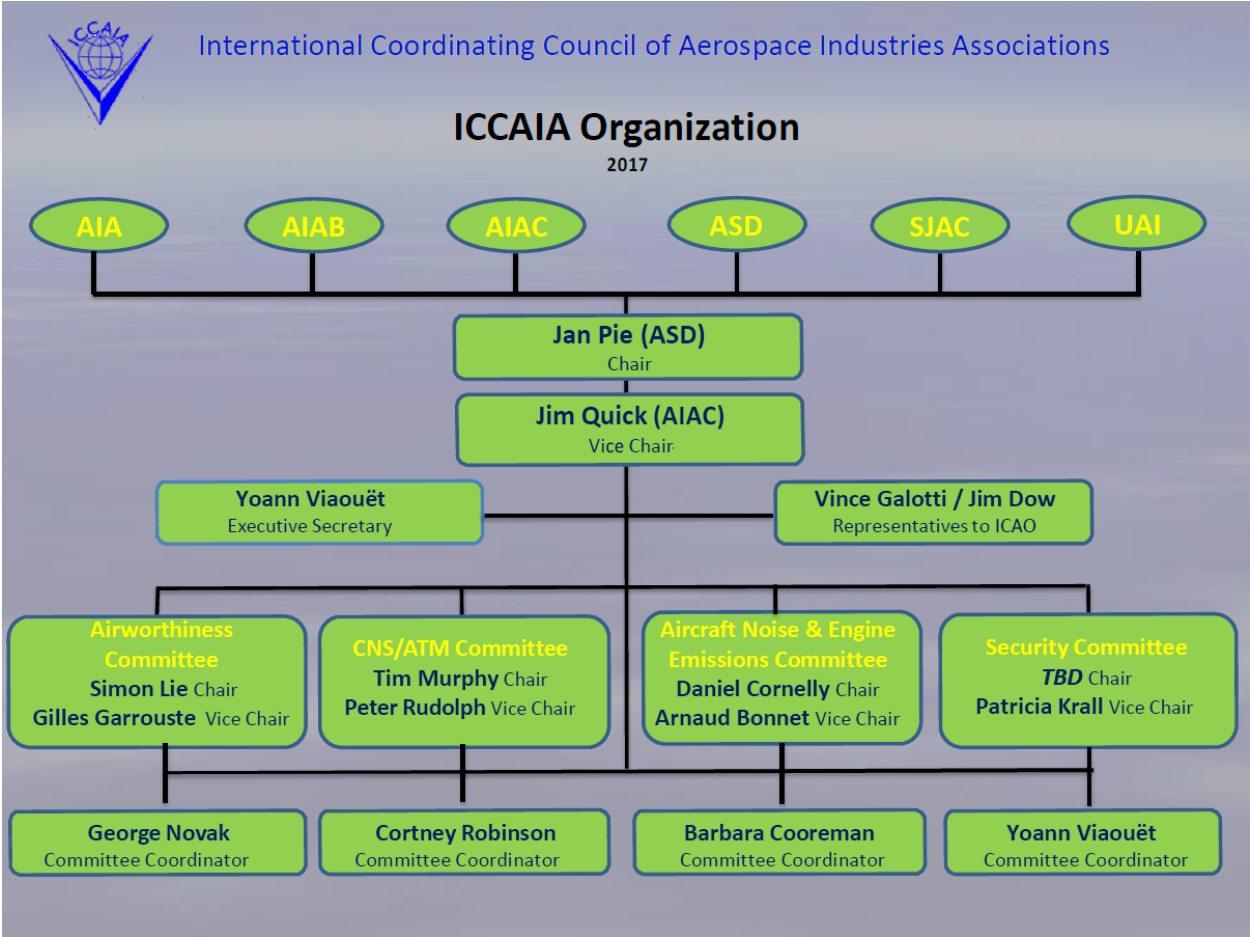 ICCAIA
International Coordinating Council of Aerospace Industries Associations
ICCAIA Organization
2017
AIA
AIAB
AIAC
ASD
SJAC
UAI
Jan Pie (ASD)
Chair
Jim Quick (AIAC)
Vice Chair
Yoann Viaouët
Executive Secretary
Vince Galotti / Jim Dow
Representatives to ICAO
Airworthiness
Committee
Simon Lie Chair
Gilles Garrouste Vice Chair
CNS/ATM Committee
Tim Murphy Chair
Peter Rudolph Vice Chair
Aircraft Noise & Engine
Emissions Committee
Daniel Cornelly Chair
Arnaud Bonnet Vice Chair
Security Committee
TBD Chair
Patricia Krall Vice Chair
George Novak
Committee Coordinator
Cortney Robinson
Committee Coordinator
Barbara Cooreman
Committee Coordinator
Yoann Viaouët
Committee Coordinator